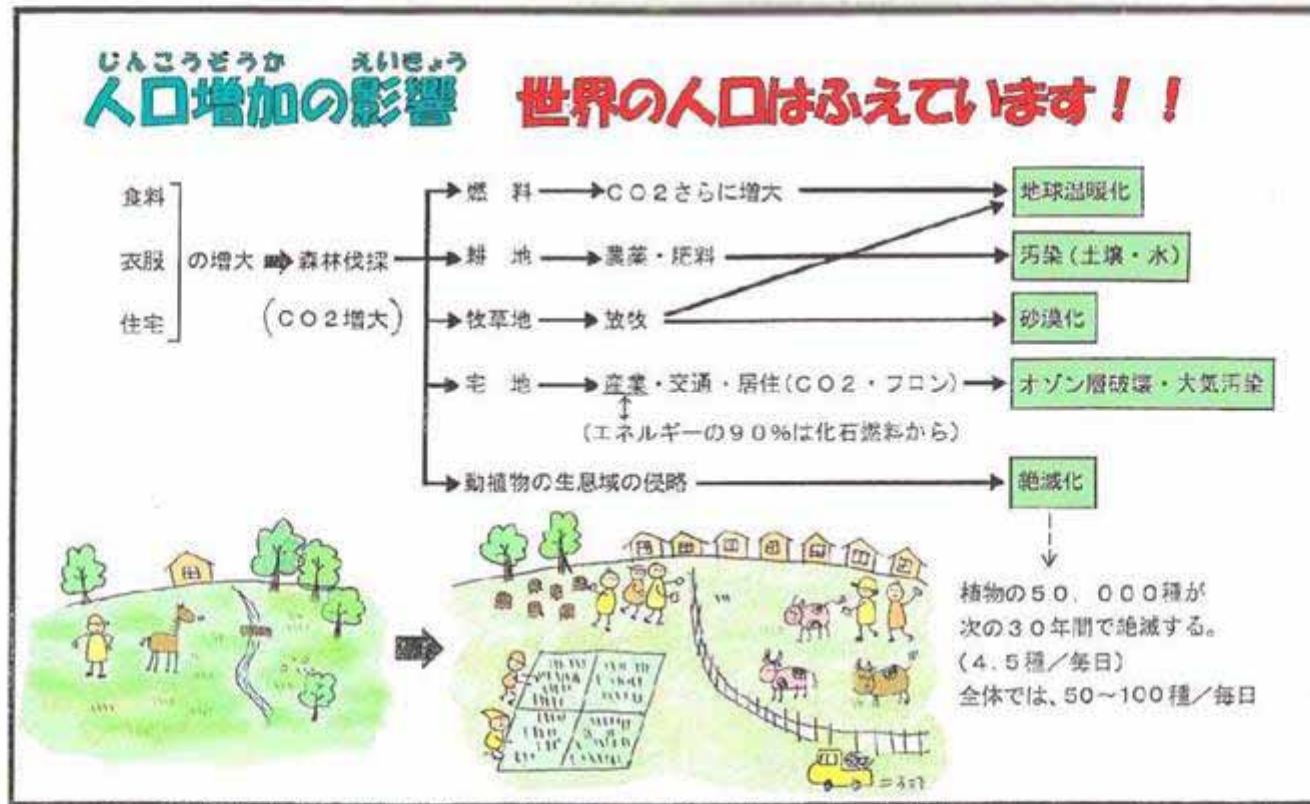 じんこうぞうか えいきょう
人口増加の影響 世界の人口はふえています！！
食料
衣服
住宅
の増大
森林伐採
(CO2増大)
燃料 CO2さらに増大 地球温暖化
耕地 農薬・肥料 汚染(土壌・水)
牧草地 放牧 砂漠化
宅地 産業・交通・居住(CO2・フロン) オゾン層破壊・大気汚染
(エネルギーの90%は化石燃料から)
動植物の生息域の侵略 絶滅化
植物の50，000種が
次の30年間で絶滅する。
(4.5種／毎日)
全体では、50～100種／毎日